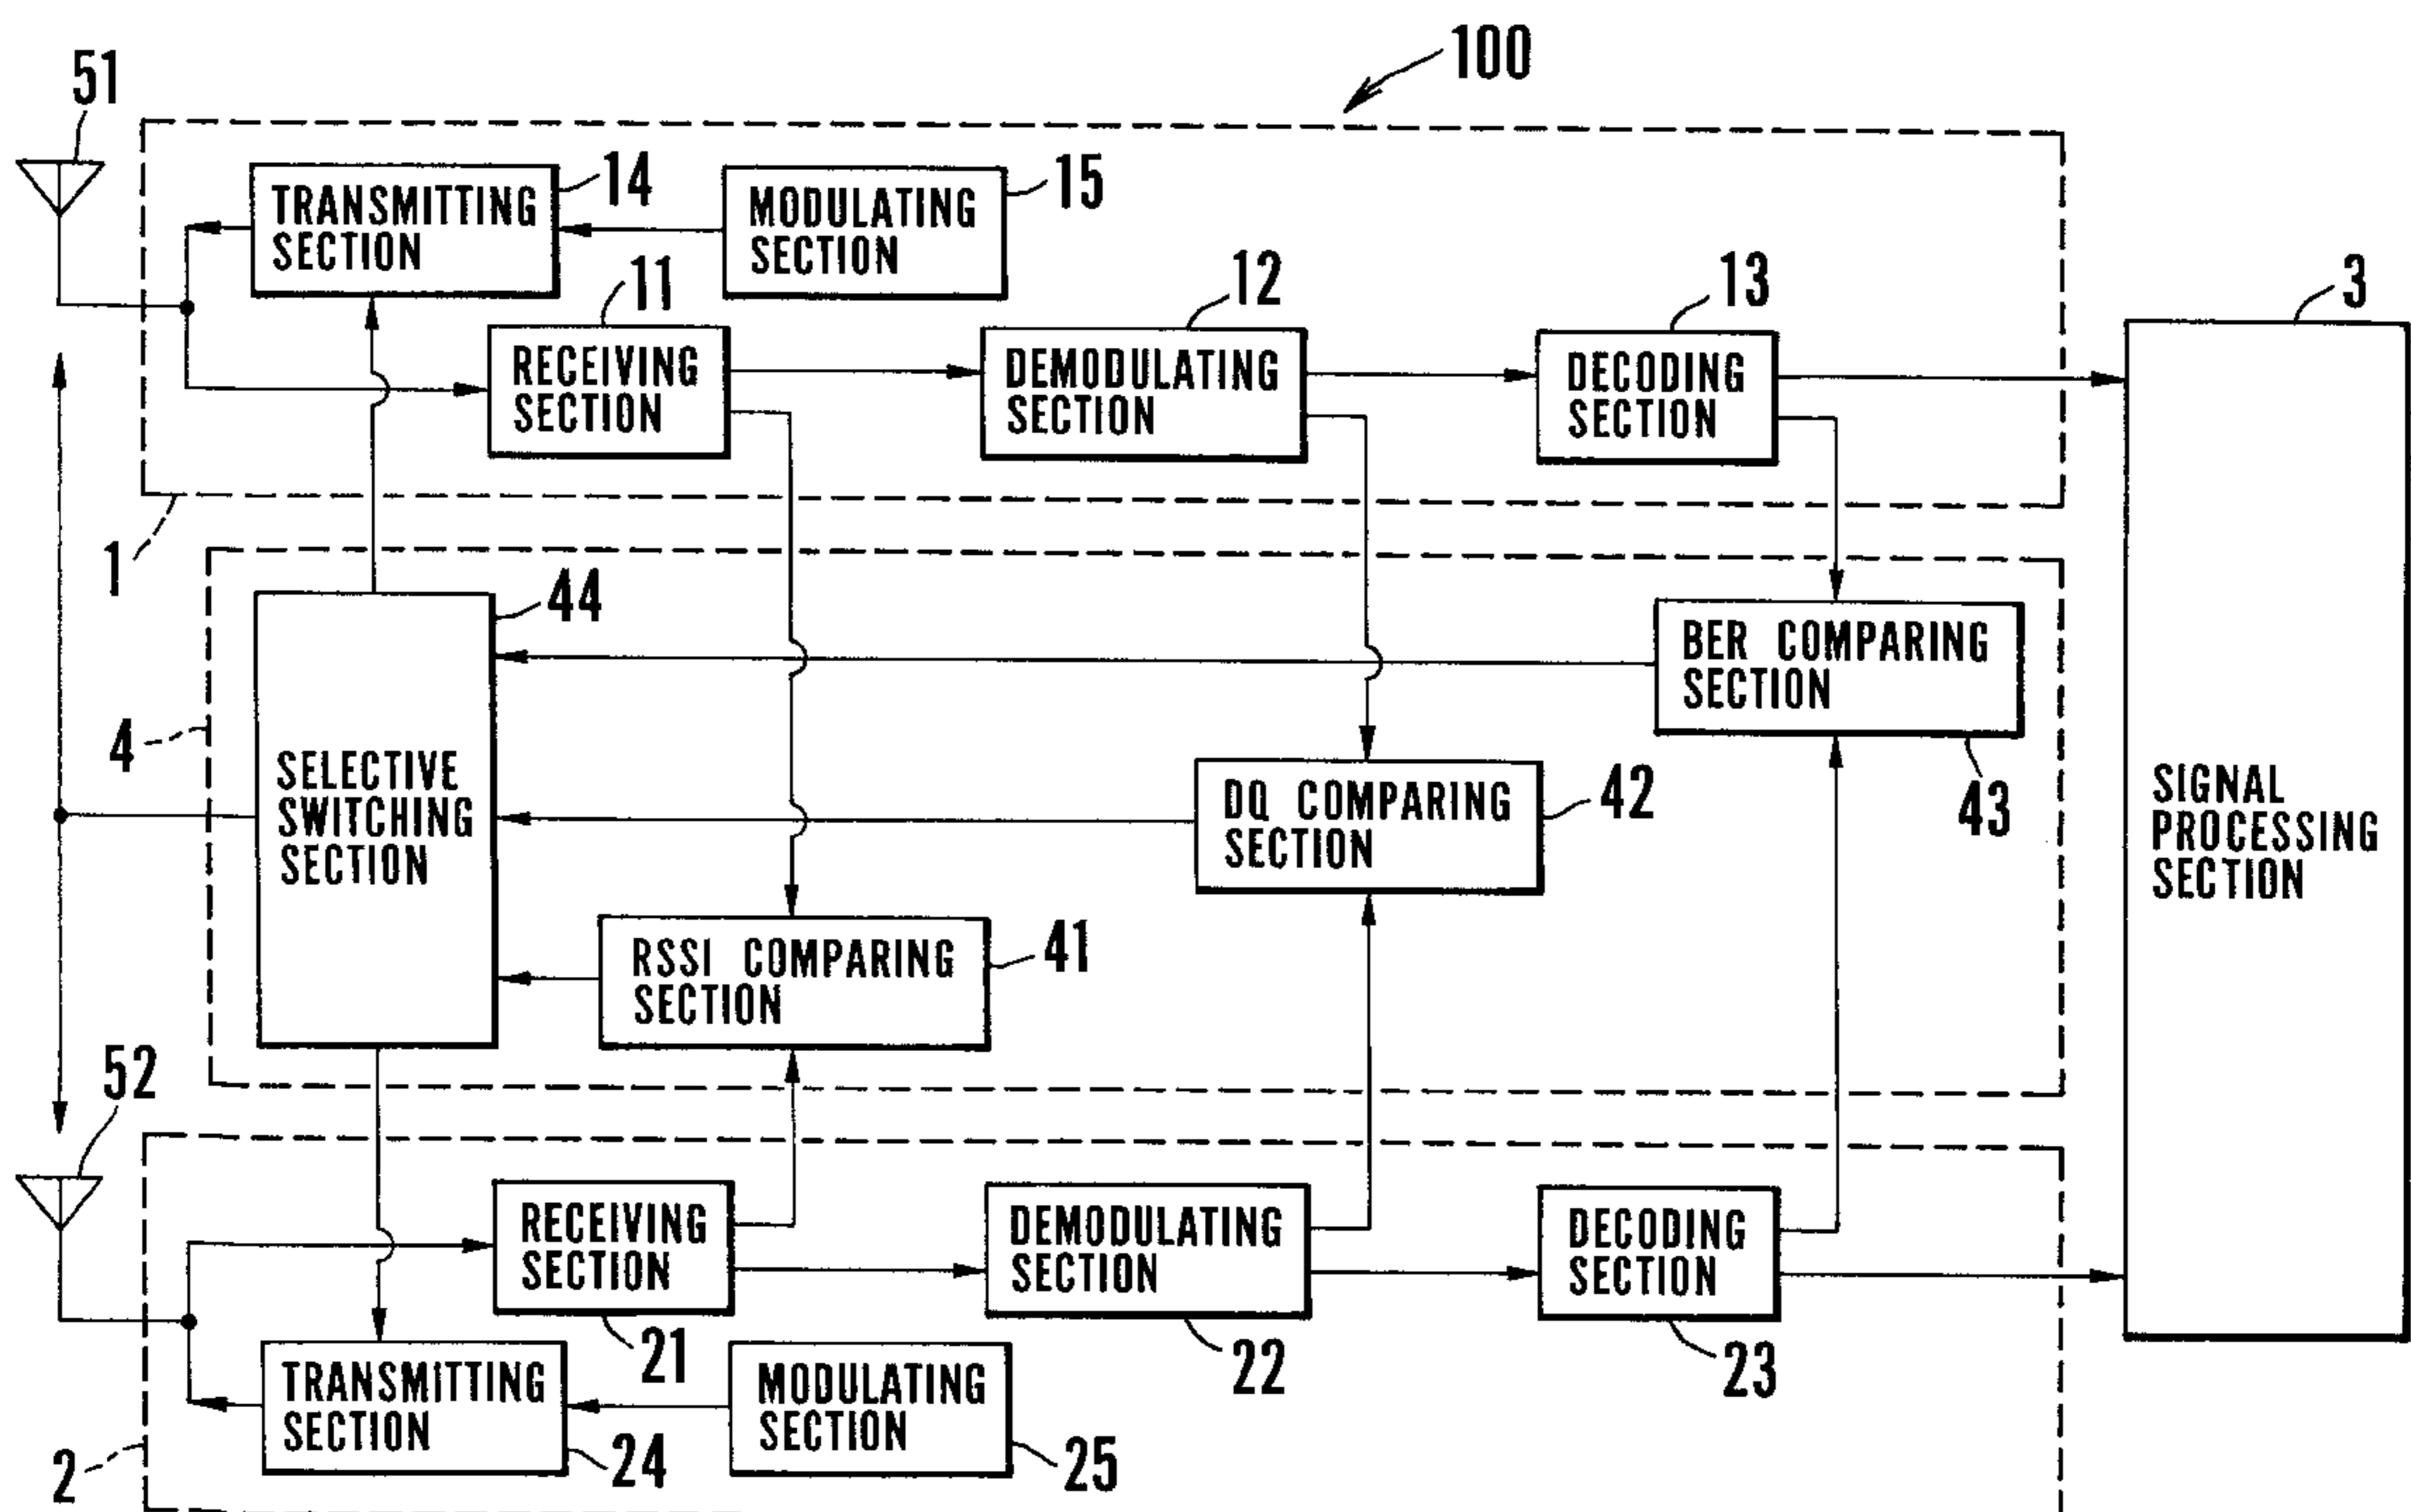 100
51
TRANSMITTING
SECTION
14
MODULATING
SECTION
15
11
RECEIVING
SECTION
12
DEMODULATING
SECTION
13
DECODING
SECTION
3
SIGNAL
PROCESSING
SECTION
1
4
44
SELECTIVE
SWITCHING
SECTION
BER COMPARING
SECTION
43
DQ COMPARING
SECTION
42
RSSI COMPARING
SECTION
41
52
RECEIVING
SECTION
21
DEMODULATING
SECTION
22
DECODING
SECTION
23
TRANSMITTING
SECTION
24
MODULATING
SECTION
25
2